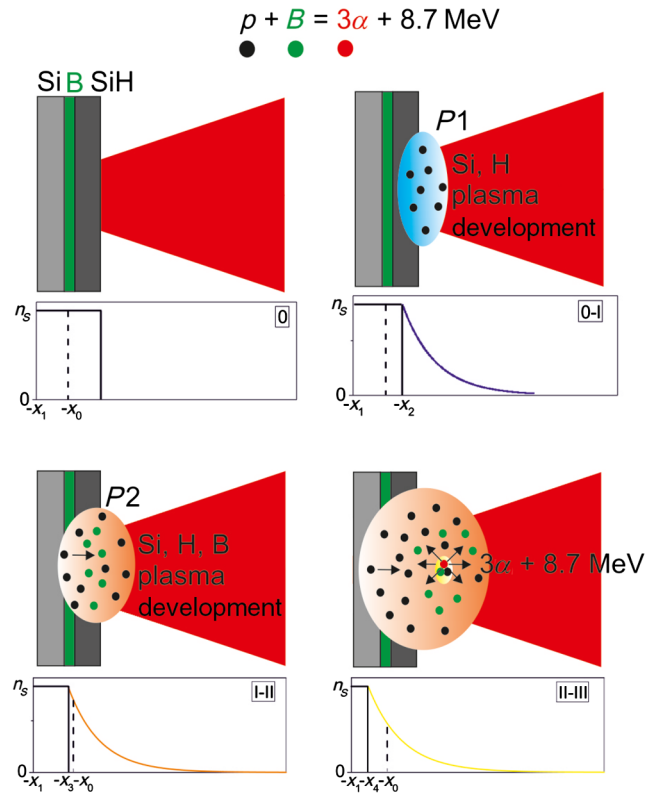 p + B = 3α + 8.7 MeV
Si B SiH
P1
Si, H
plasma
development
nₛ
0
0
-x₁ -x₀
nₛ
0-I
0
-x₁ -x₂
P2
Si, H, B
plasma
development
3α + 8.7 MeV
nₛ
I-II
0
-x₁ -x₃-x₀
nₛ
II-III
0
-x₁-x₄-x₀